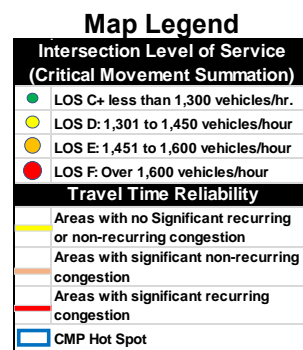 Map Legend
Intersection Level of Service
(Critical Movement Summation)
LOS C+ less than 1,300 vehicles/hr.
LOS D: 1,301 to 1,450 vehicles/hour
LOS E: 1,451 to 1,600 vehicles/hour
LOS F: Over 1,600 vehicles/hour
Travel Time Reliability
Areas with no Significant recurring
or non-recurring congestion
Areas with significant non-recurring
congestion
Areas with significant recurring
congestion
CMP Hot Spot